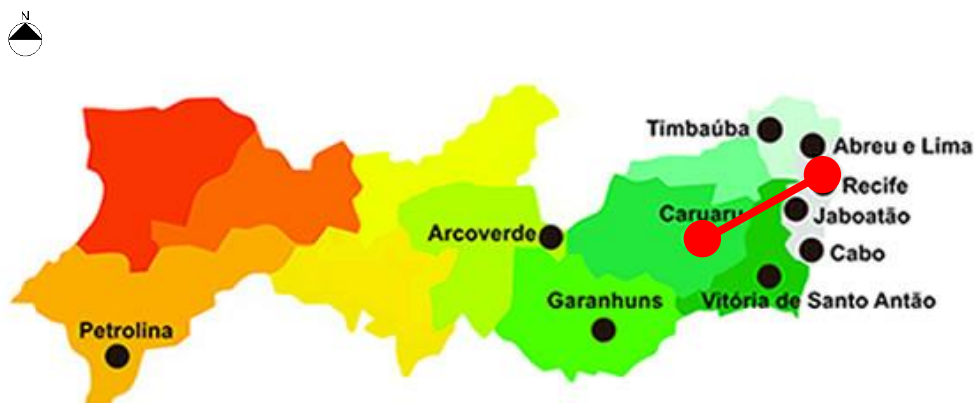 N
Timbaúba
Abreu e Lima
Recife
Caruaru
Jaboatão
Arcoverde
Cabo
Garanhuns
Vitória de Santo Antão
Petrolina